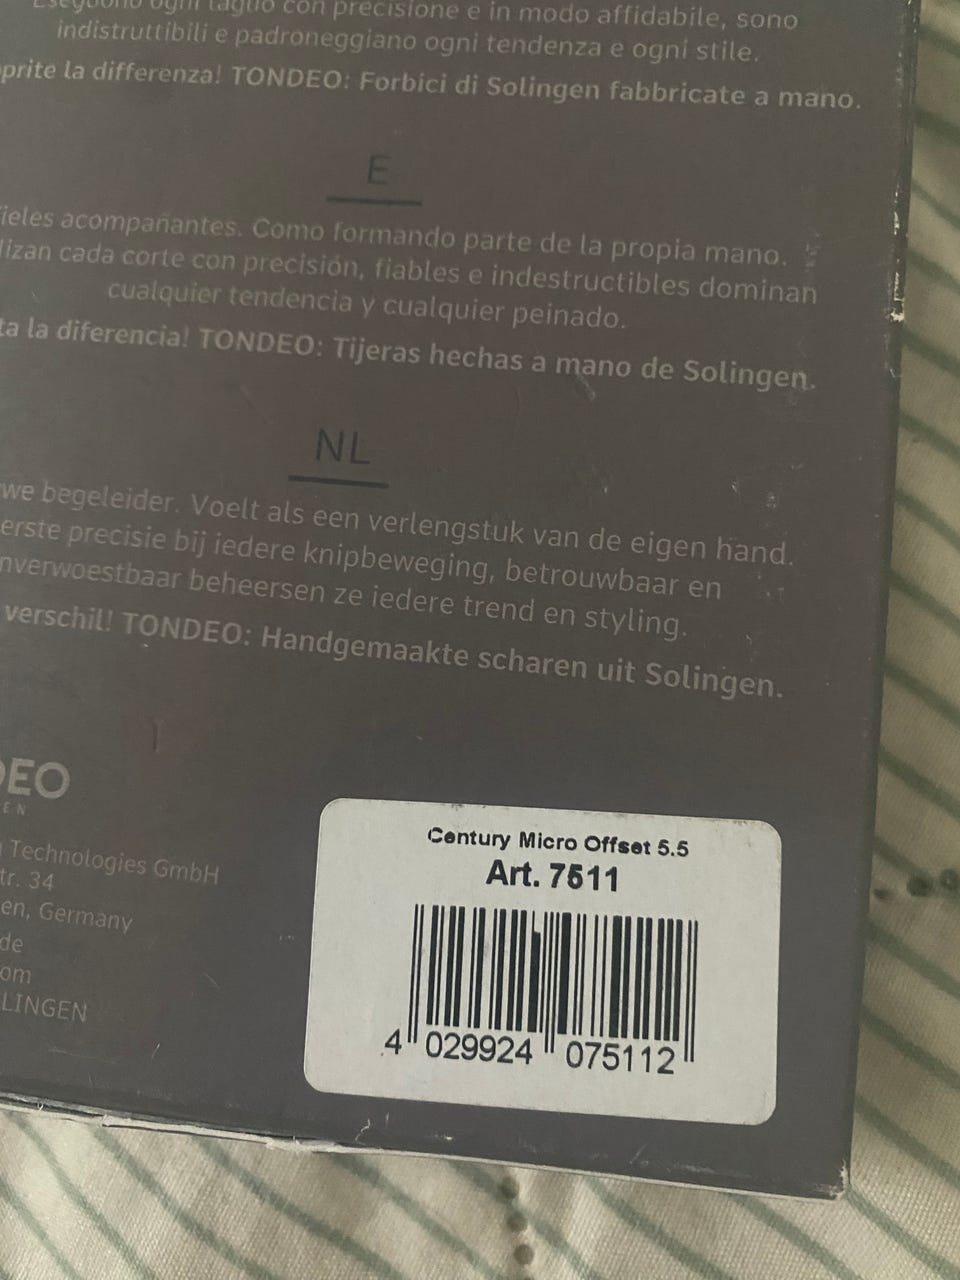 Eseguono ogni taglio con precisione e in modo affidabile, sono
indistruttibili e padroneggiano ogni tendenza e ogni stile.
prite la differenza! TONDEO: Forbici di Solingen fabbricate a mano.
E
ieles acompañantes. Como formando parte de la propia mano.
lizan cada corte con precisión, fiables e indestructibles dominan
cualquier tendencia y cualquier peinado.
ta la diferencia! TONDEO: Tijeras hechas a mano de Solingen.
NL
we begeleider. Voelt als een verlengstuk van de eigen hand.
erste precisie bij iedere knipbeweging, betrouwbaar en
nverwoestbaar beheersen ze iedere trend en styling.
verschil! TONDEO: Handgemaakte scharen uit Solingen.
DEO
EN
Technologies GmbH
tr. 34
en, Germany
de
om
LINGEN
Century Micro Offset 5.5
Art. 7511
4 029924 075112